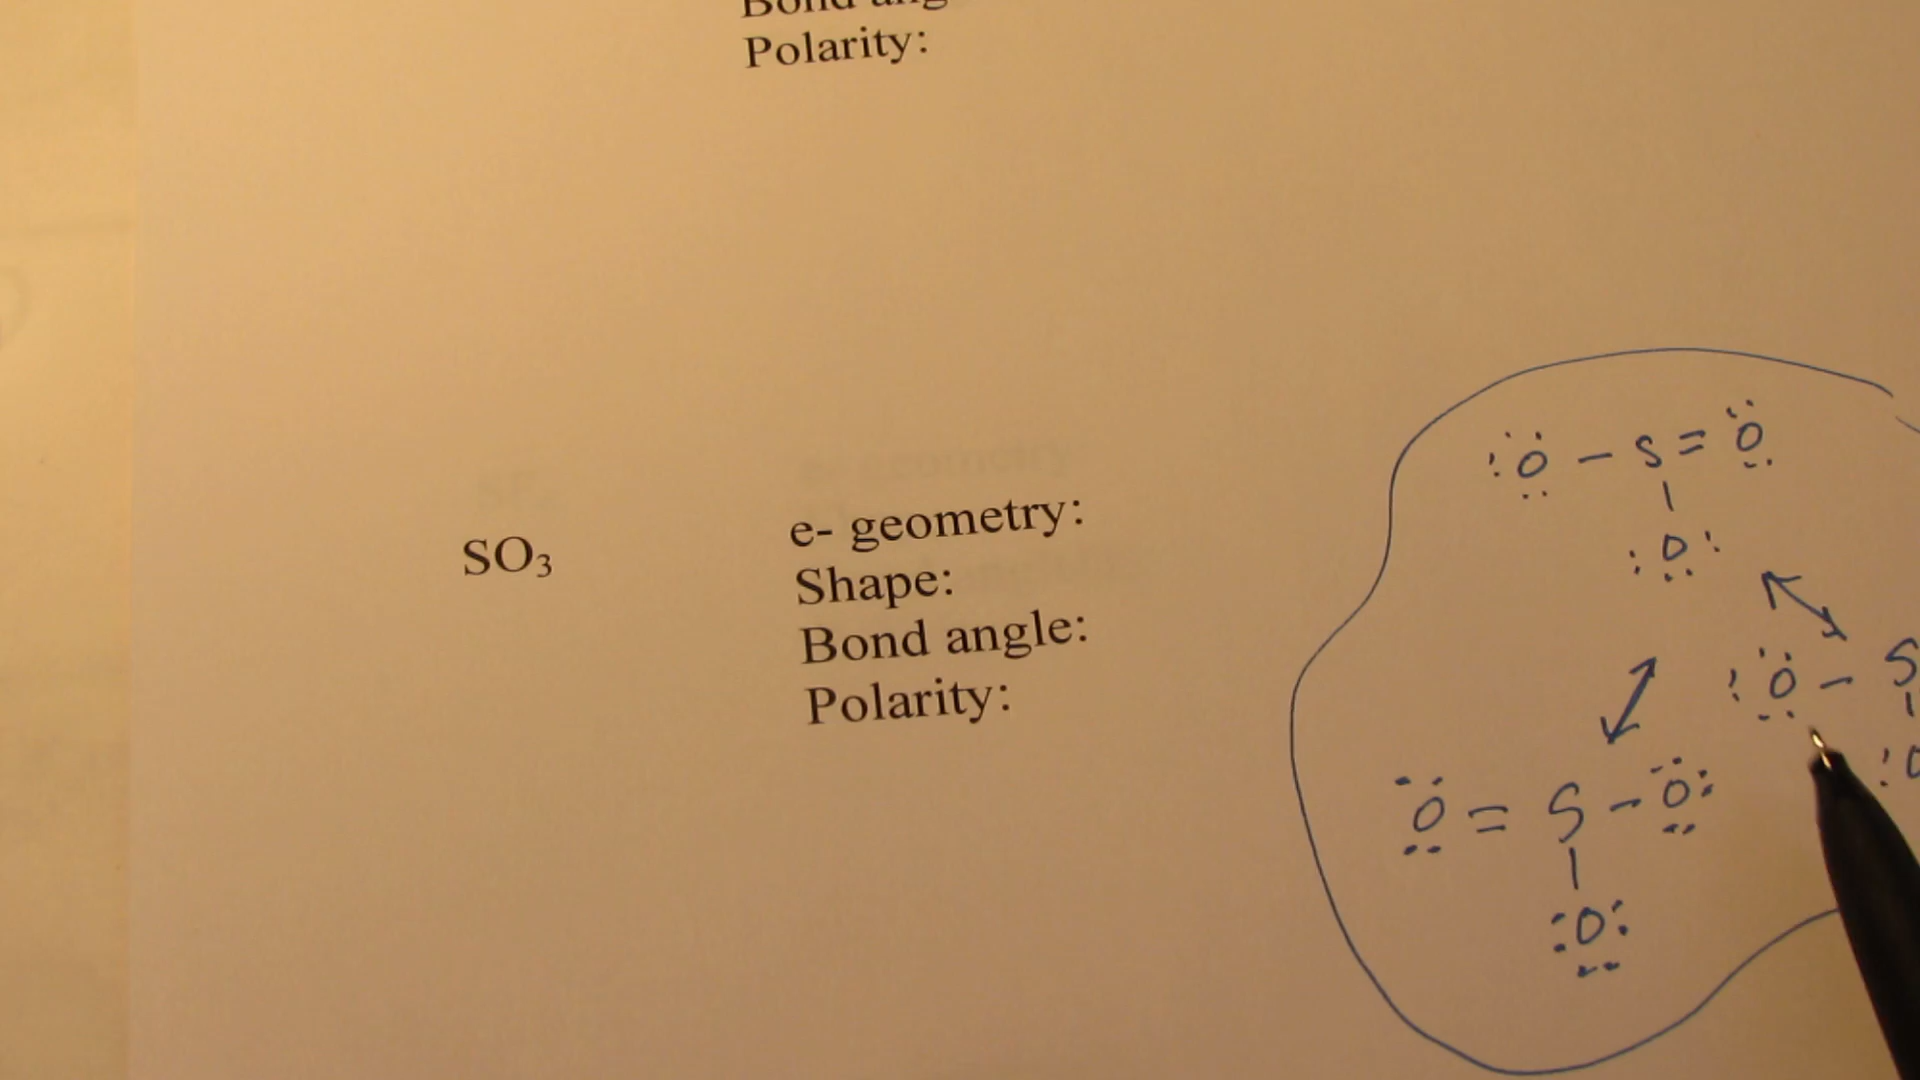 Polarity:
SO₃
e- geometry:
Shape:
Bond angle:
Polarity:
O – S = O
|
O
O – S
|
O = S – O
|
O